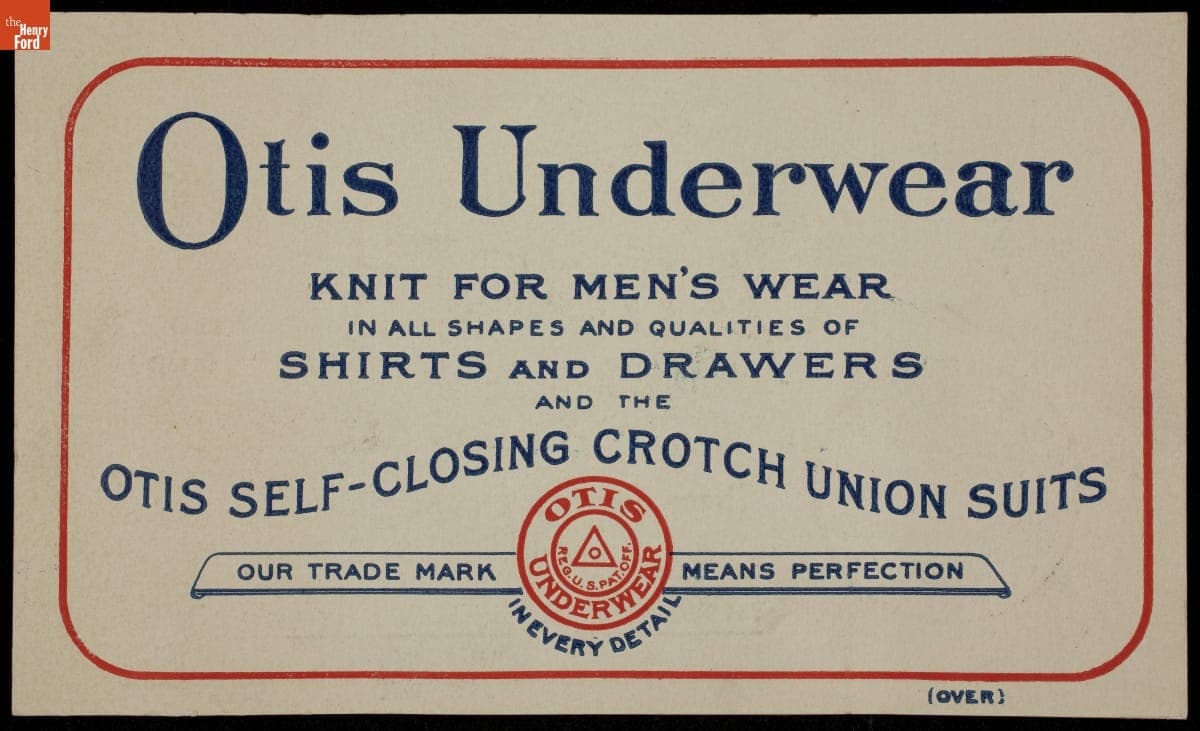 the
Henry
Ford
Otis Underwear
KNIT FOR MEN'S WEAR
IN ALL SHAPES AND QUALITIES OF
SHIRTS AND DRAWERS
AND THE
OTIS SELF-CLOSING CROTCH UNION SUITS
OUR TRADE MARK
OTIS
UNDERWEAR
REG. U.S. PAT. OFF.
O
MEANS PERFECTION
IN EVERY DETAIL
(OVER)